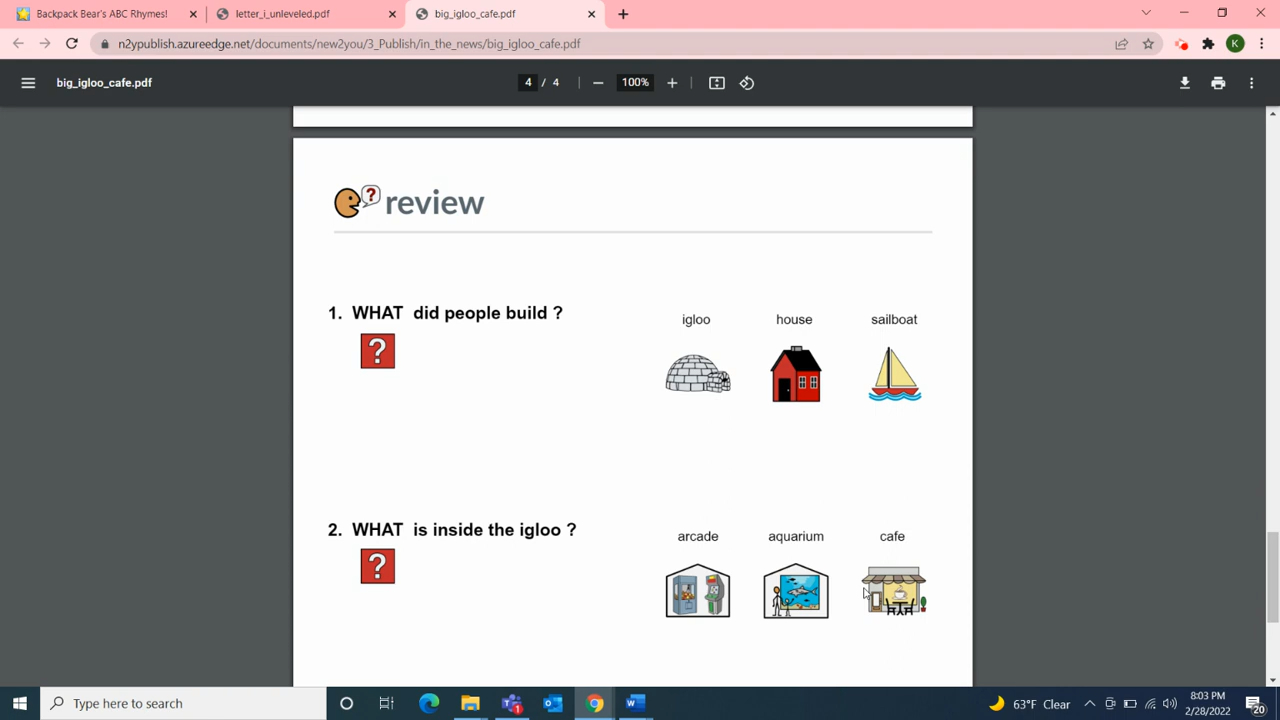 Backpack Bear's ABC Rhymes!
letter_i_unleveled.pdf
big_igloo_cafe.pdf
n2ypublish.azureedge.net/documents/new2you/3_Publish/in_the_news/big_igloo_cafe.pdf
K
big_igloo_cafe.pdf
4 / 4
100%
? review
1. WHAT did people build ?
?
igloo house sailboat
2. WHAT is inside the igloo ?
?
arcade aquarium cafe
Type here to search
1
W
63°F Clear
8:03 PM
2/28/2022
20